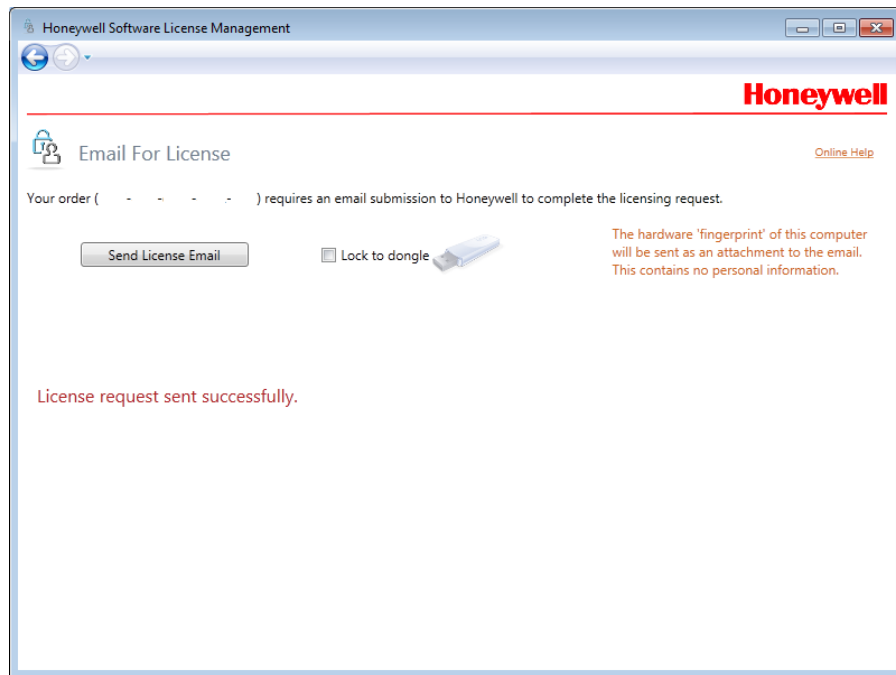 Honeywell Software License Management
Honeywell
Email For License
Online Help
Your order ( - - - - ) requires an email submission to Honeywell to complete the licensing request.
Send License Email
Lock to dongle
The hardware 'fingerprint' of this computer
will be sent as an attachment to the email.
This contains no personal information.
License request sent successfully.